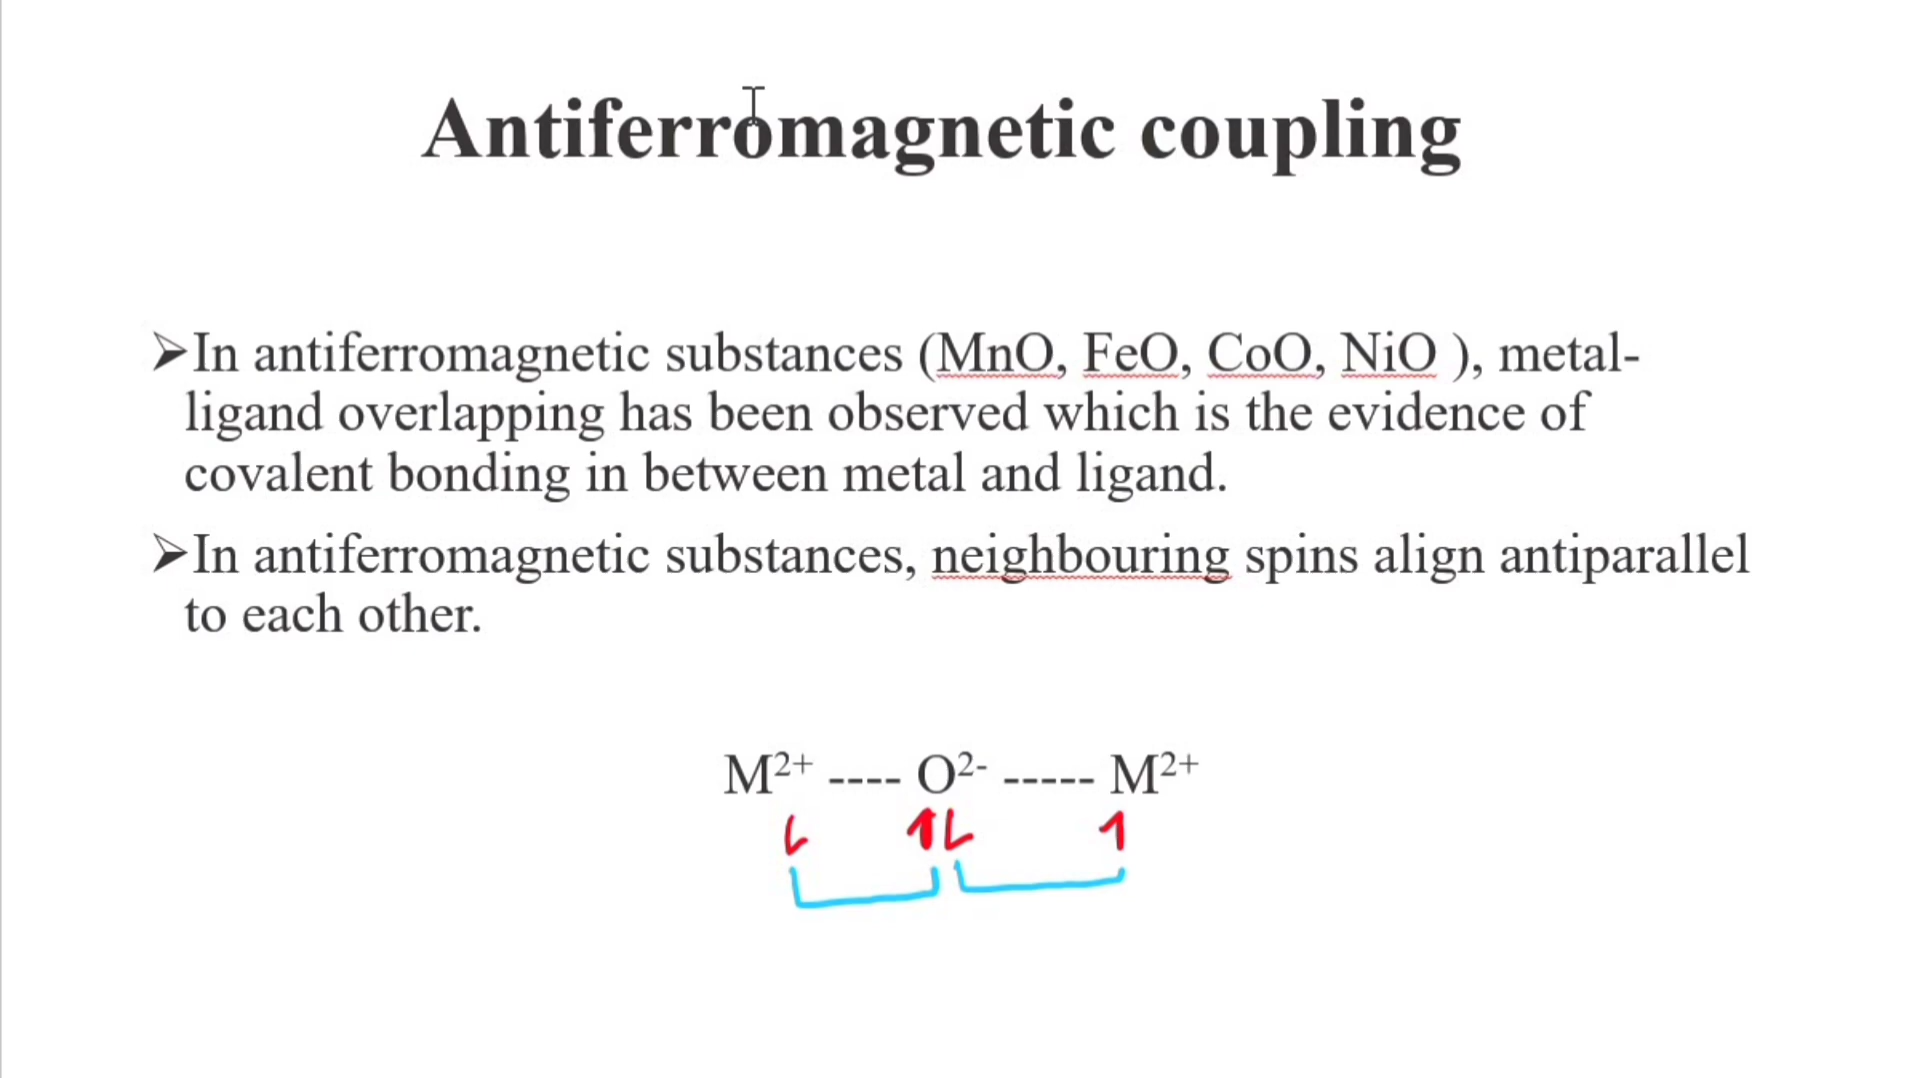 Antiferromagnetic coupling
➢In antiferromagnetic substances (MnO, FeO, CoO, NiO ), metal-
ligand overlapping has been observed which is the evidence of
covalent bonding in between metal and ligand.
➢In antiferromagnetic substances, neighbouring spins align antiparallel
to each other.
M²⁺ ---- O²⁻ ----- M²⁺